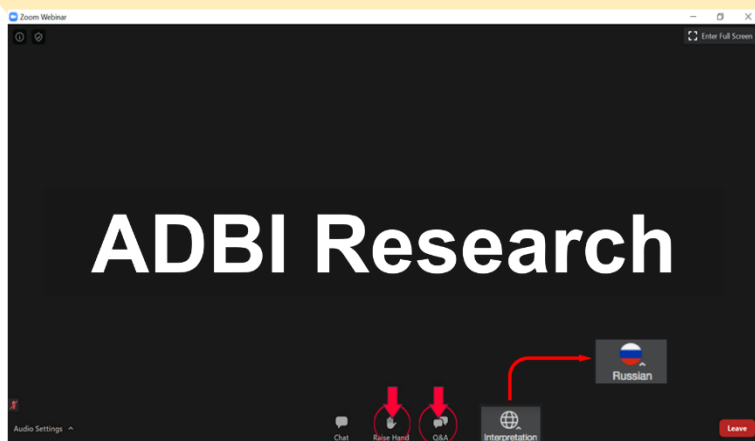 Zoom Webinar
Enter Full Screen
ADBI Research
Russian
Audio Settings
Chat
Raise Hand
Q&A
Interpretation
Leave